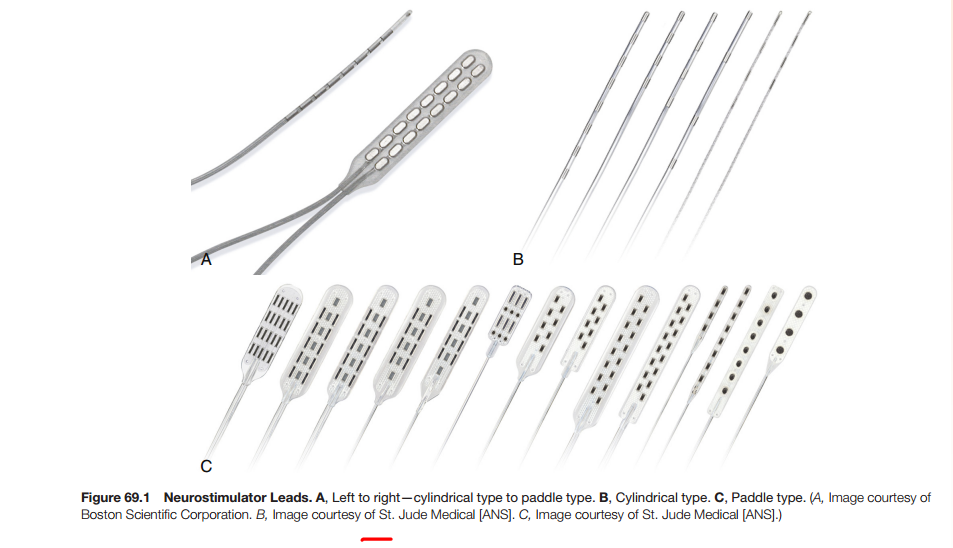 A
B
C
Figure 69.1 Neurostimulator Leads. A, Left to right—cylindrical type to paddle type. B, Cylindrical type. C, Paddle type. (A, Image courtesy of
Boston Scientific Corporation. B, Image courtesy of St. Jude Medical [ANS]. C, Image courtesy of St. Jude Medical [ANS].)